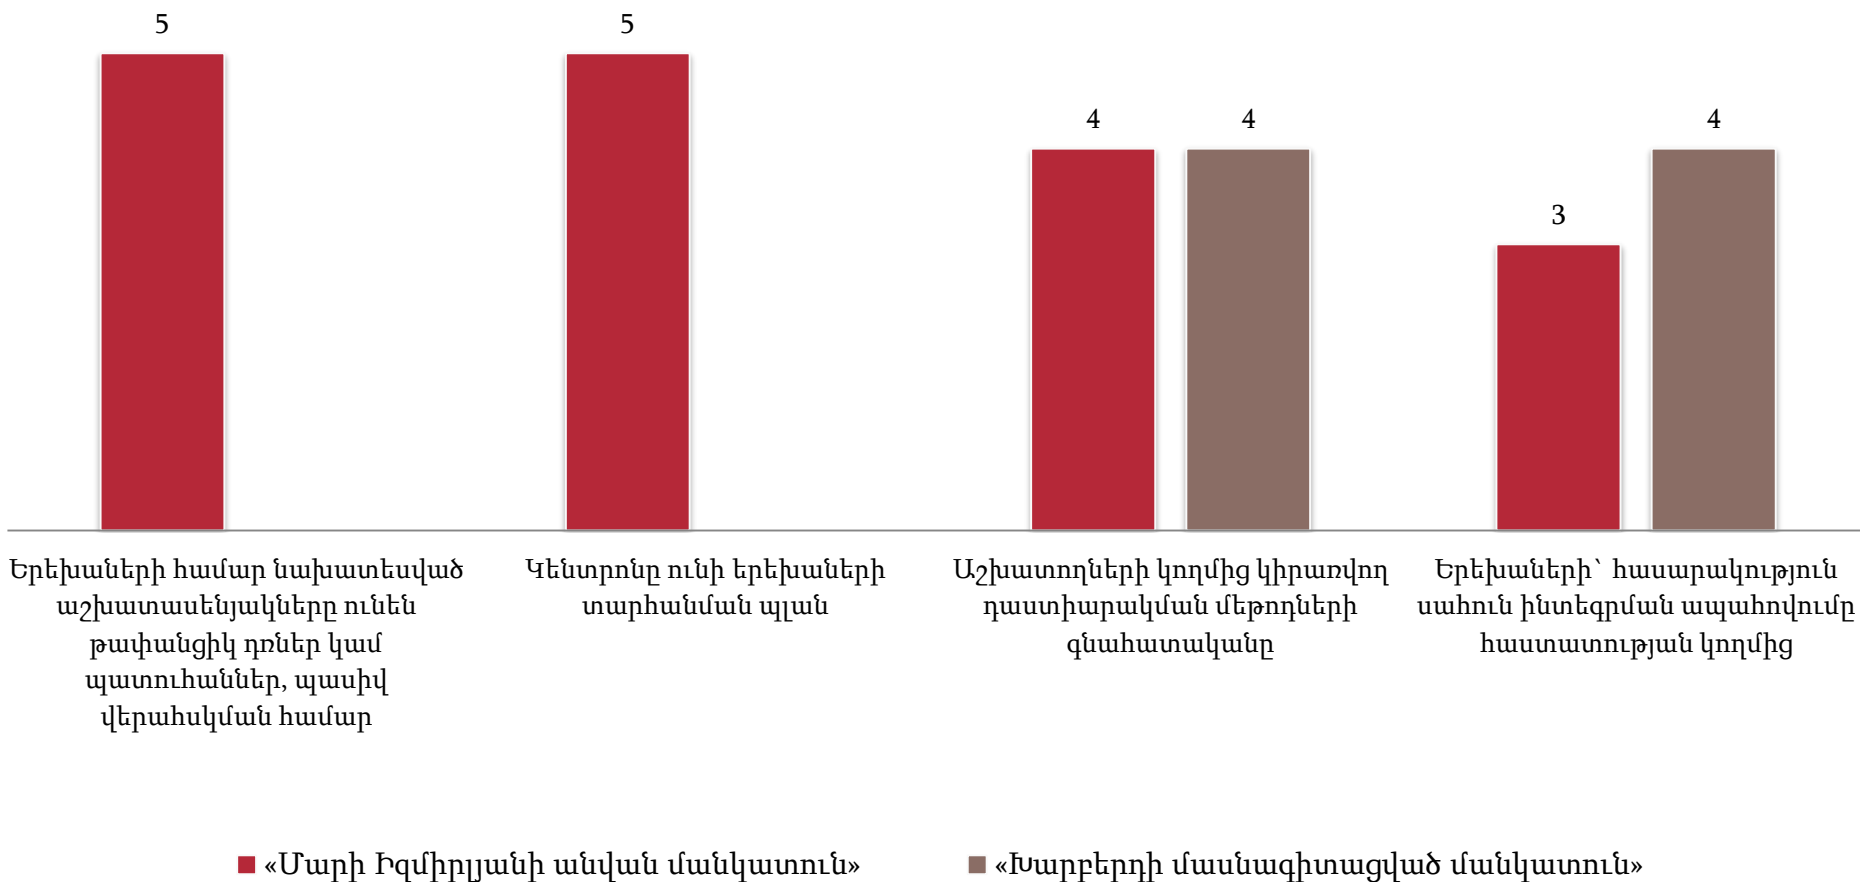 5
5
4
4
3
4
Երեխաների համար նախատեսված
աշխատասենյակները ունեն
թափանցիկ դռներ կամ
պատուհաններ, պասիվ
վերահսկման համար
Կենտրոնը ունի երեխաների
տարհանման պլան
Աշխատողների կողմից կիրառվող
դաստիարակման մեթոդների
գնահատականը
Երեխաների՝ հասարակություն
սահուն ինտեգրման ապահովումը
հաստատության կողմից
«Մարի Իզմիրլյանի անվան մանկատուն»
«Խարբերդի մասնագիտացված մանկատուն»